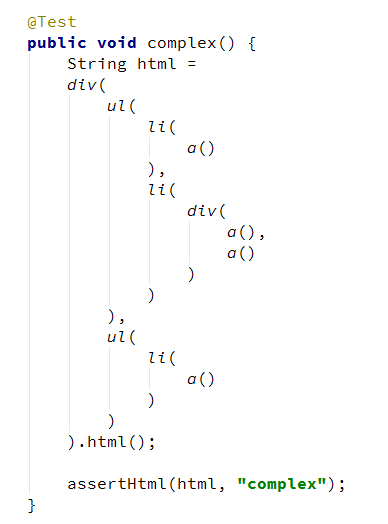 @Test
public void complex() {
    String html =
    div(
        ul(
            li(
                a()
            ),
            li(
                div(
                    a(),
                    a()
                )
            )
        ),
        ul(
            li(
                a()
            )
        )
    ).html();

    assertHtml(html, "complex");
}